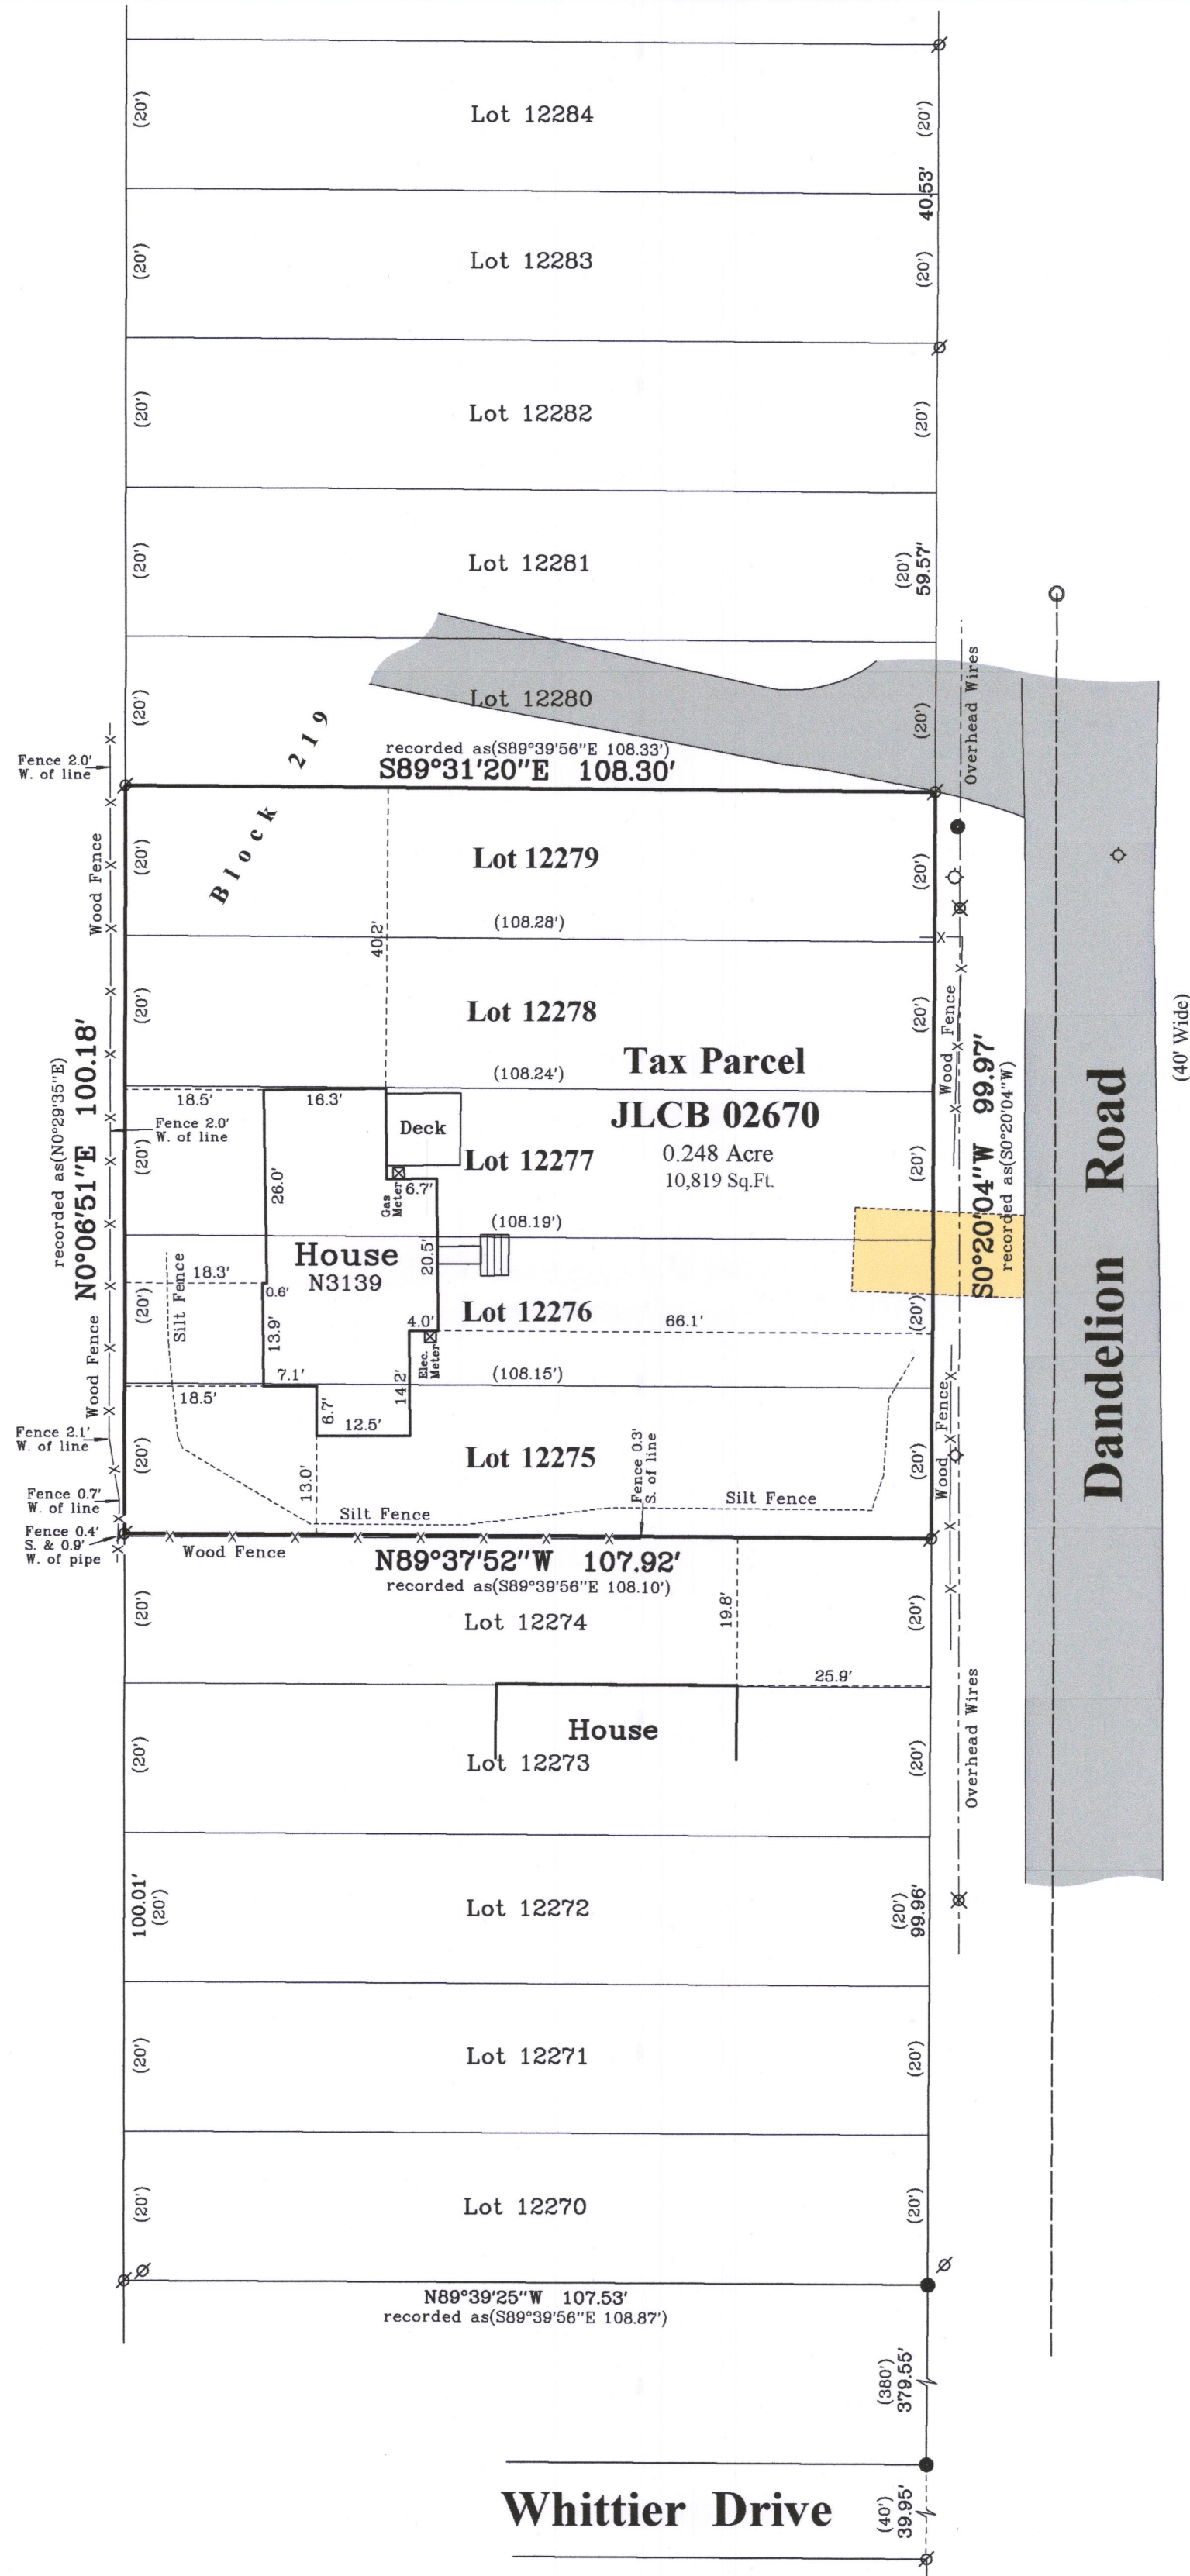 (20')
Lot 12284
(20')
40.53'
(20')
Lot 12283
(20')
(20')
Lot 12282
(20')
(20')
Lot 12281
(20')
59.57'
(20')
Lot 12280
(20')
Overhead Wires
Block 219
Fence 2.0'
W. of line
recorded as(S89°39'56"E 108.33')
S89°31'20"E 108.30'
Wood Fence
(20')
Lot 12279
(20')
(108.28')
40.2'
(20')
Lot 12278
(20')
Wood Fence
(40' Wide)
Tax Parcel
JLCB 02670
0.248 Acre
10,819 Sq.Ft.
(108.24')
recorded as(N0°29'35"E)
N0°06'51"E 100.18'
S0°20'04"W 99.97'
recorded as(S0°20'04"W)
Dandelion Road
18.5'
16.3'
Fence 2.0'
W. of line
Deck
(20')
Lot 12277
(20')
26.0'
Gas
Meter
6.7'
(108.19')
House
N3139
20.5'
18.3'
0.6'
Silt Fence
(20')
Lot 12276
(20')
Wood Fence
13.9'
4.0'
66.1'
Elec.
Meter
7.1'
14.2'
(108.15')
18.5'
6.7'
12.5'
Wood Fence
Fence 2.1'
W. of line
(20')
Lot 12275
(20')
13.0'
Fence 0.3'
S. of line
Fence 0.7'
W. of line
Silt Fence
Silt Fence
Fence 0.4'
S. & 0.9'
W. of pipe
Wood Fence
N89°37'52"W 107.92'
recorded as(S89°39'56"E 108.10')
(20')
Lot 12274
19.8'
(20')
25.9'
House
(20')
Lot 12273
(20')
Overhead Wires
100.01'
(20')
Lot 12272
(20')
99.96'
(20')
Lot 12271
(20')
(20')
Lot 12270
(20')
N89°39'25"W 107.53'
recorded as(S89°39'56"E 108.87')
(380')
379.55'
Whittier Drive
(40')
39.95'